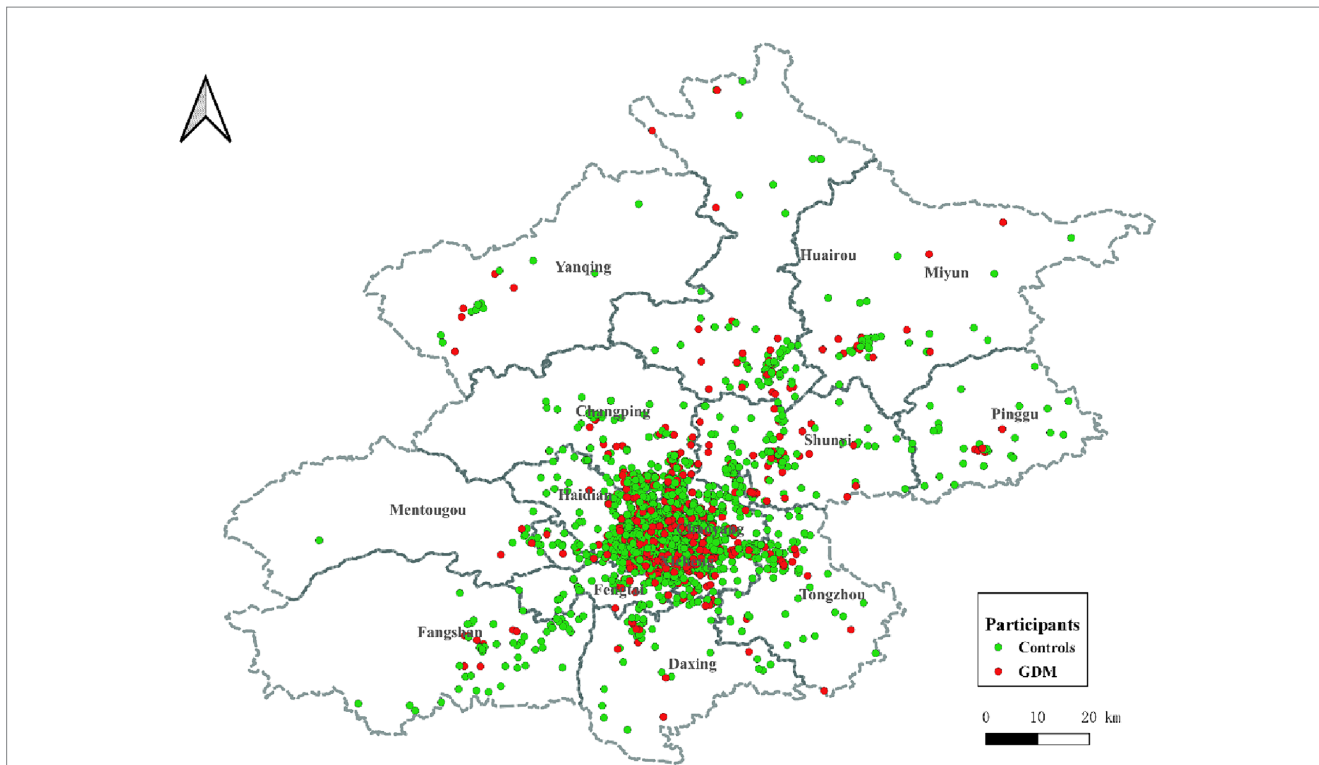 Huairou
Yanqing
Miyun
Changping
Pinggu
Shunyi
Haidian
Mentougou
Fengtai
Tongzhou
Fangshan
Daxing
Participants
Controls
GDM
0 10 20 km